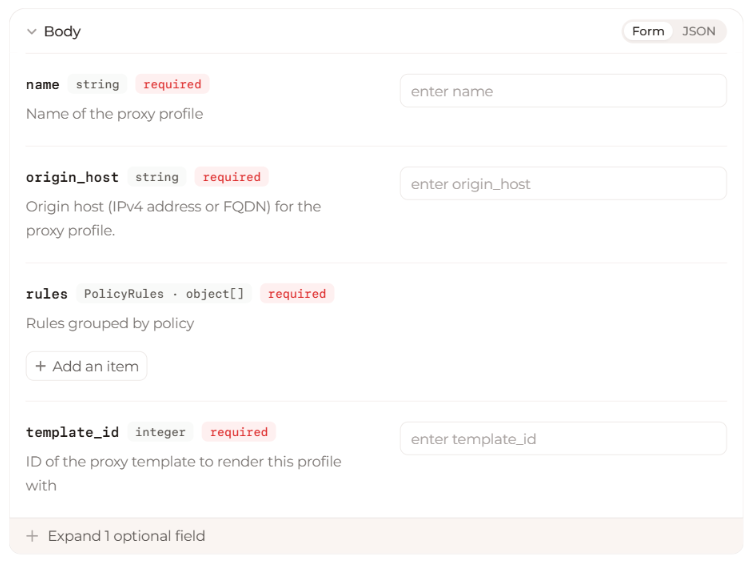 Body
Form JSON
name string required
enter name
Name of the proxy profile
origin_host string required
enter origin_host
Origin host (IPv4 address or FQDN) for the
proxy profile.
rules PolicyRules · object[] required
Rules grouped by policy
+ Add an item
template_id integer required
enter template_id
ID of the proxy template to render this profile
with
+ Expand 1 optional field